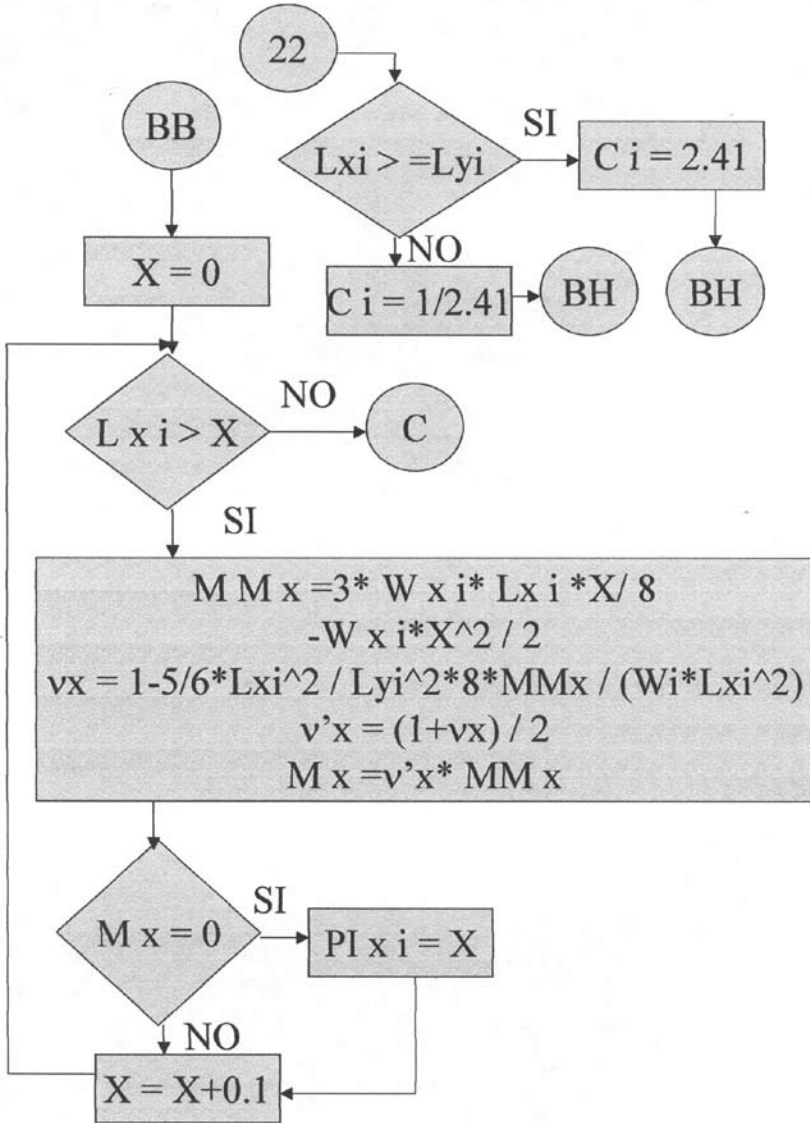 22
BB
Lxi > =Lyi
SI
C i = 2.41
NO
X = 0
C i = 1/2.41
BH
BH
L x i > X
NO
C
SI
M M x =3* W x i* Lx i *X/ 8
-W x i*X^2 / 2
νx = 1-5/6*Lxi^2 / Lyi^2*8*MMx / (Wi*Lxi^2)
ν’x = (1+νx) / 2
M x =ν’x* MM x
M x = 0
SI
PI x i = X
NO
X = X+0.1